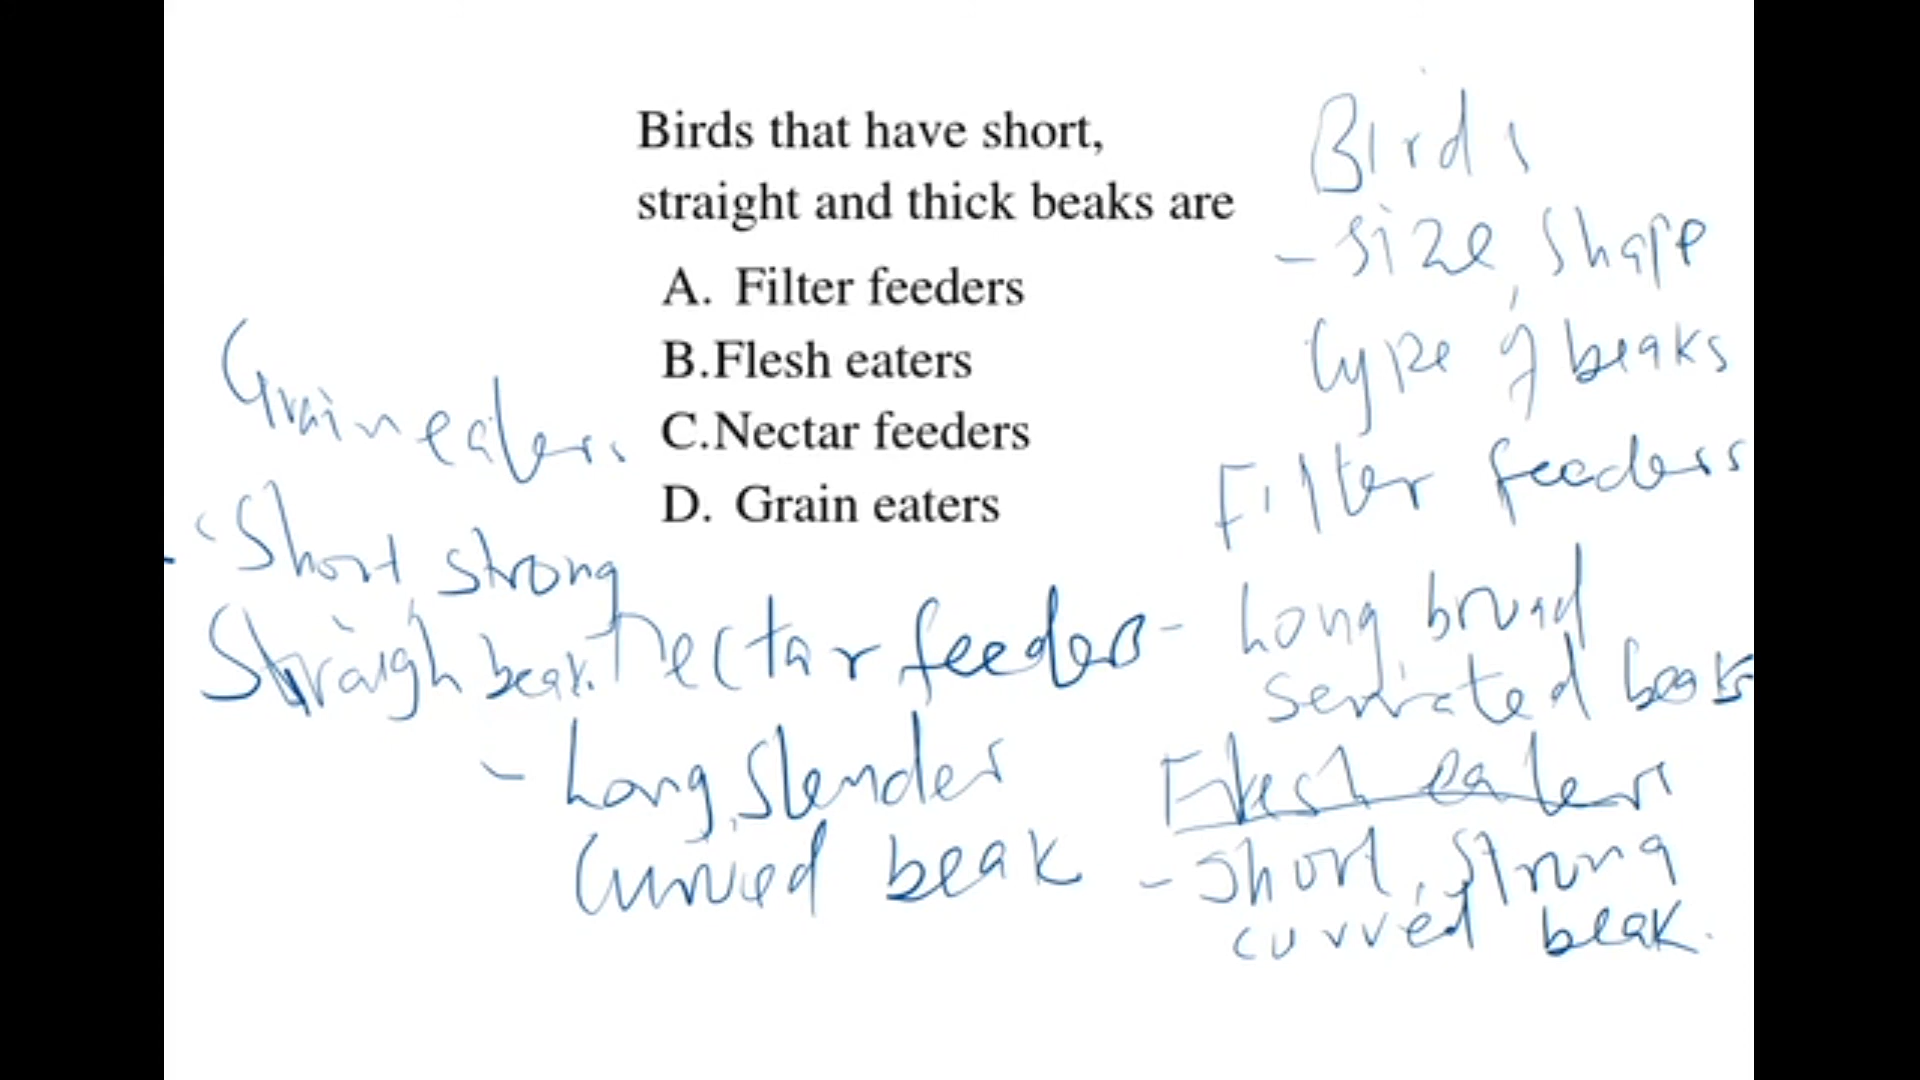 Birds that have short,
straight and thick beaks are
A. Filter feeders
B.Flesh eaters
C.Nectar feeders
D. Grain eaters
Birds
- size, shape
type of beaks
Filter feeders
- Long broad
serrated beaks
Flesh eaters
- short, strong
curved beak.
Nectar feeders
- Long, slender
Curved beak
Grain eaters
- Short, strong
Straigh beak.